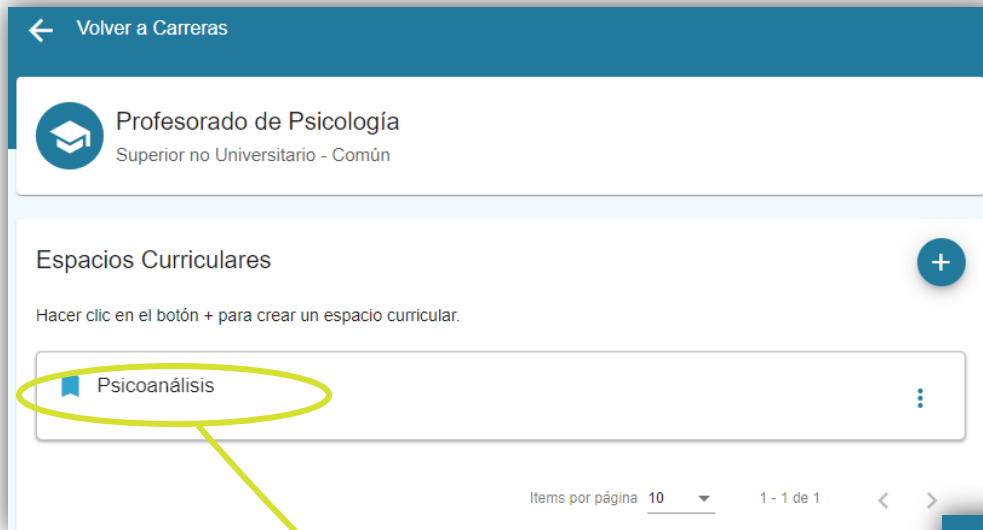 Volver a Carreras
Profesorado de Psicología
Superior no Universitario - Común
Espacios Curriculares
+
Hacer clic en el botón + para crear un espacio curricular.
Psicoanálisis
Items por página 10 1 - 1 de 1